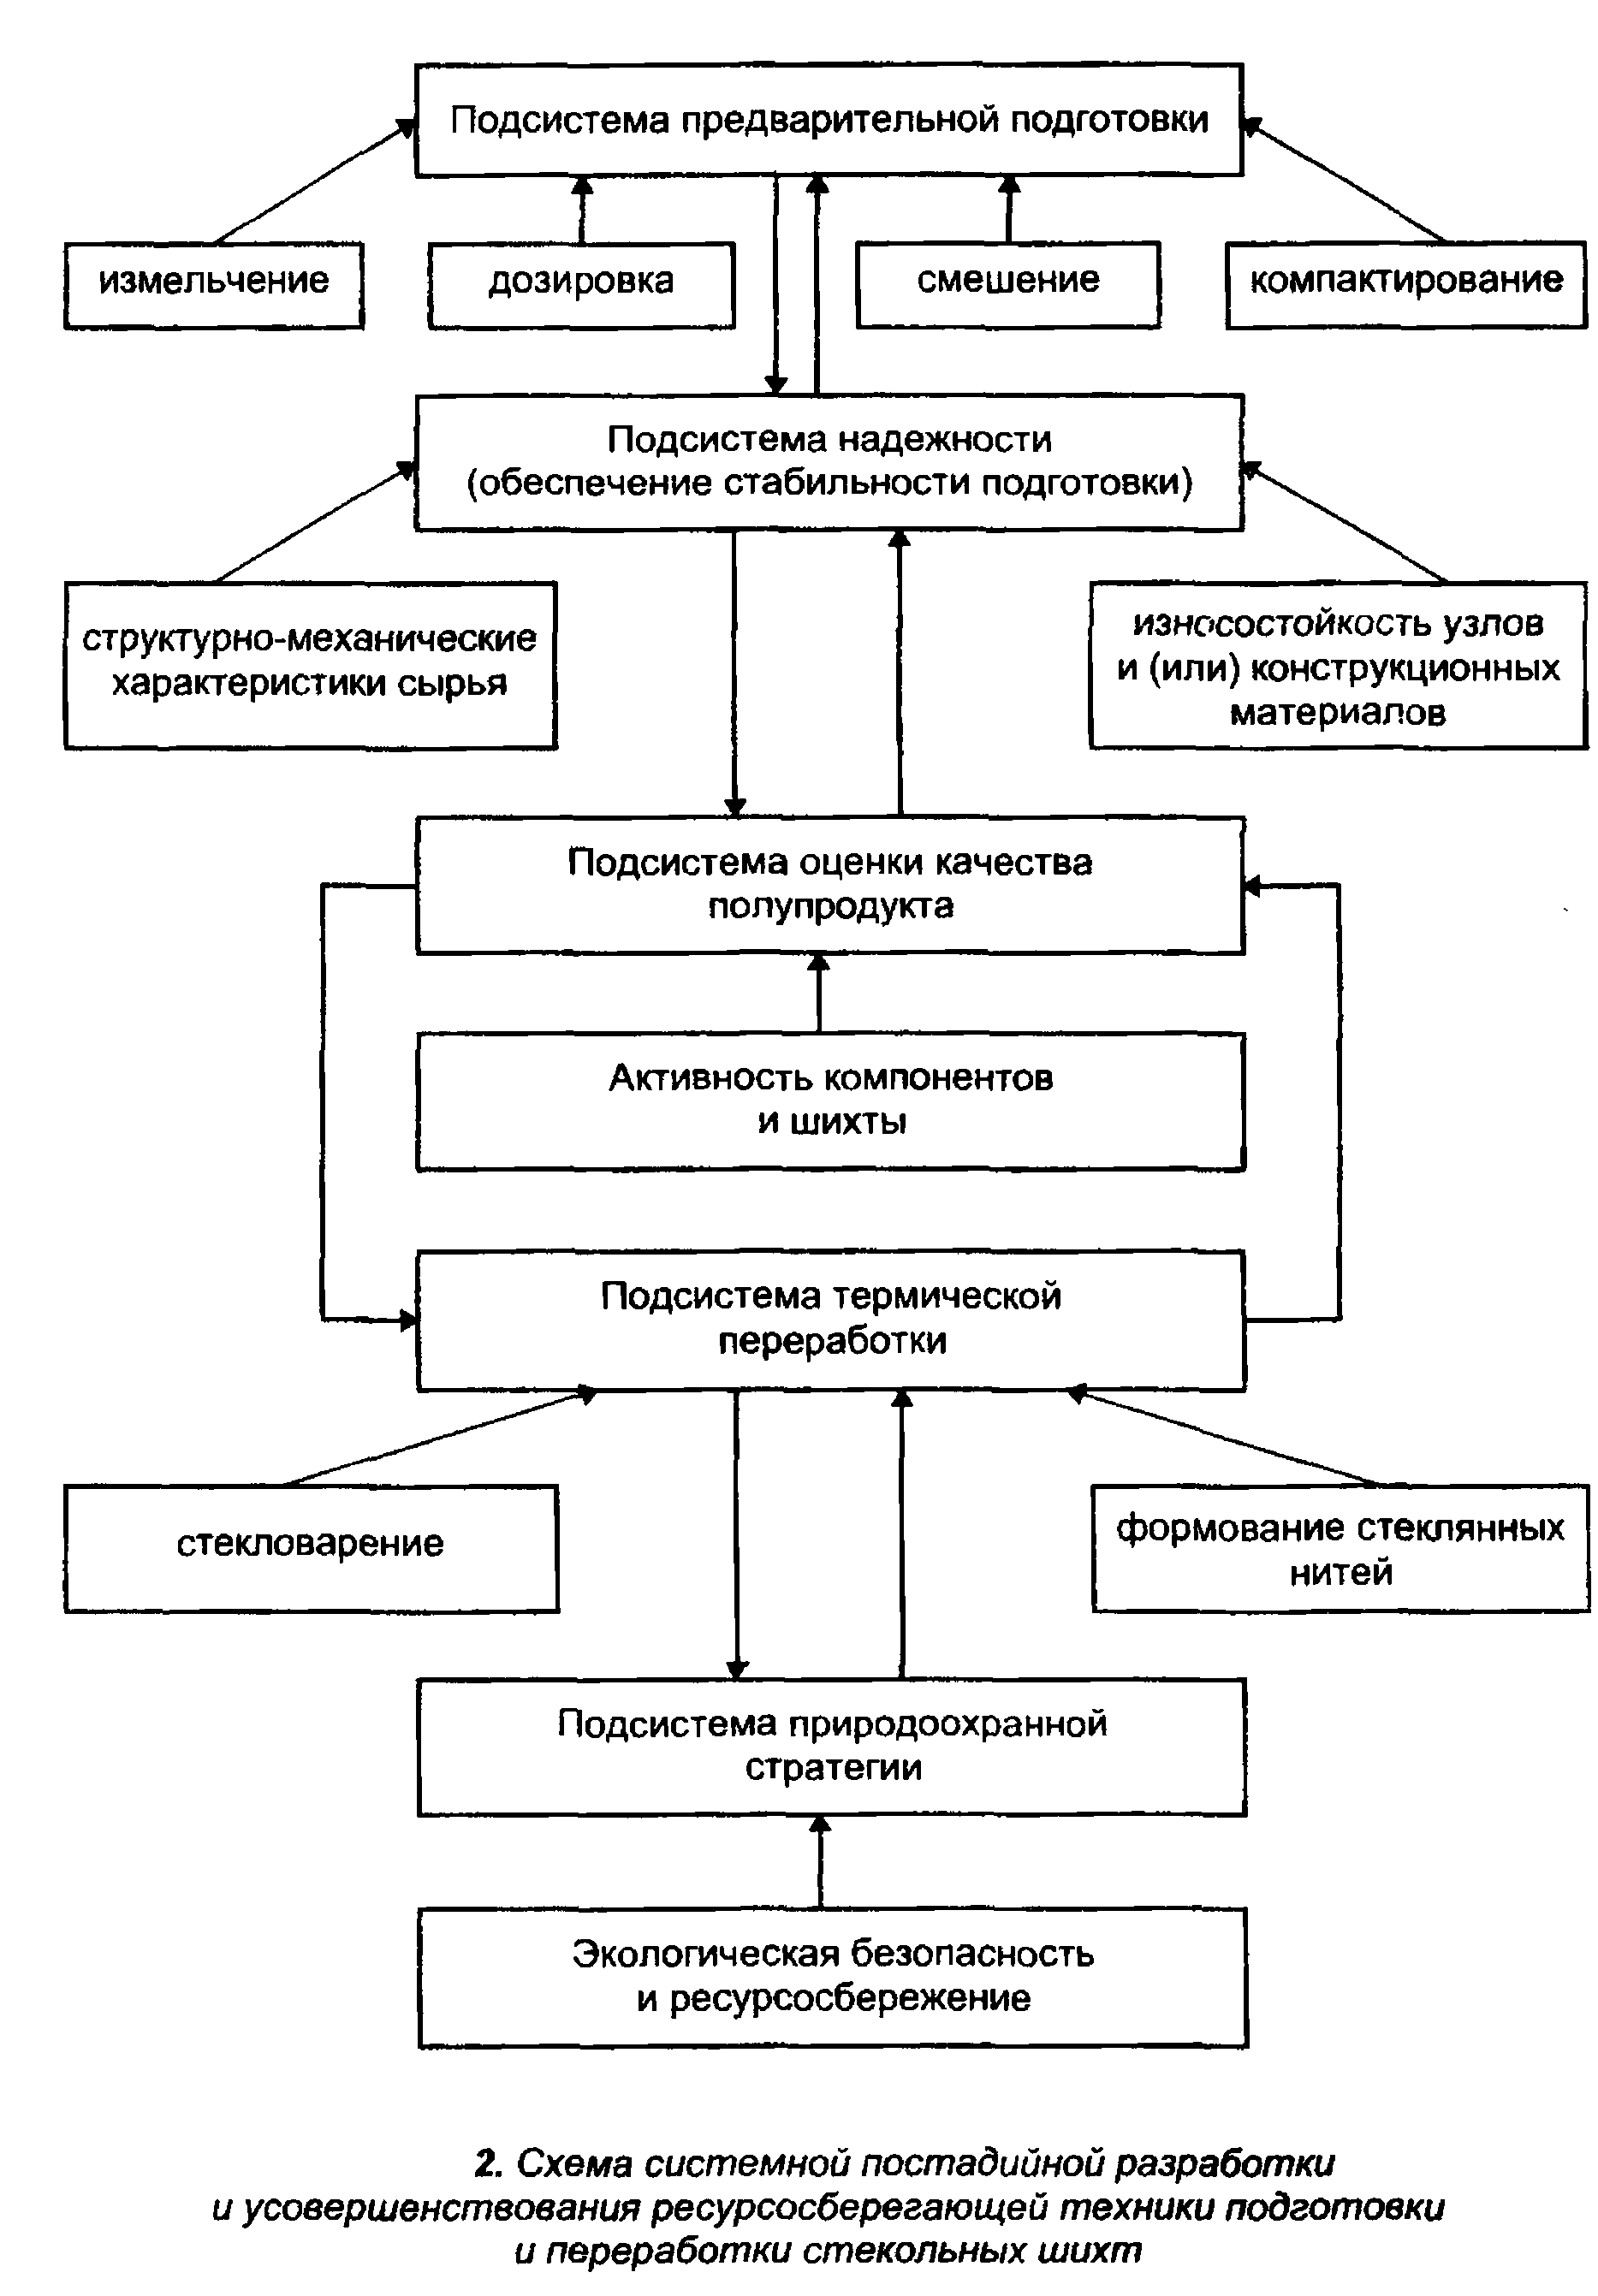 Подсистема предварительной подготовки
измельчение
дозировка
смешение
компактирование
Подсистема надежности
(обеспечение стабильности подготовки)
структурно-механические
характеристики сырья
износостойкость узлов
и (или) конструкционных
материалов
Подсистема оценки качества
полупродукта
Активность компонентов
и шихты
Подсистема термической
переработки
стекловарение
формование стеклянных
нитей
Подсистема природоохранной
стратегии
Экологическая безопасность
и ресурсосбережение
2. Схема системной постадийной разработки
и усовершенствования ресурсосберегающей техники подготовки
и переработки стекольных шихт